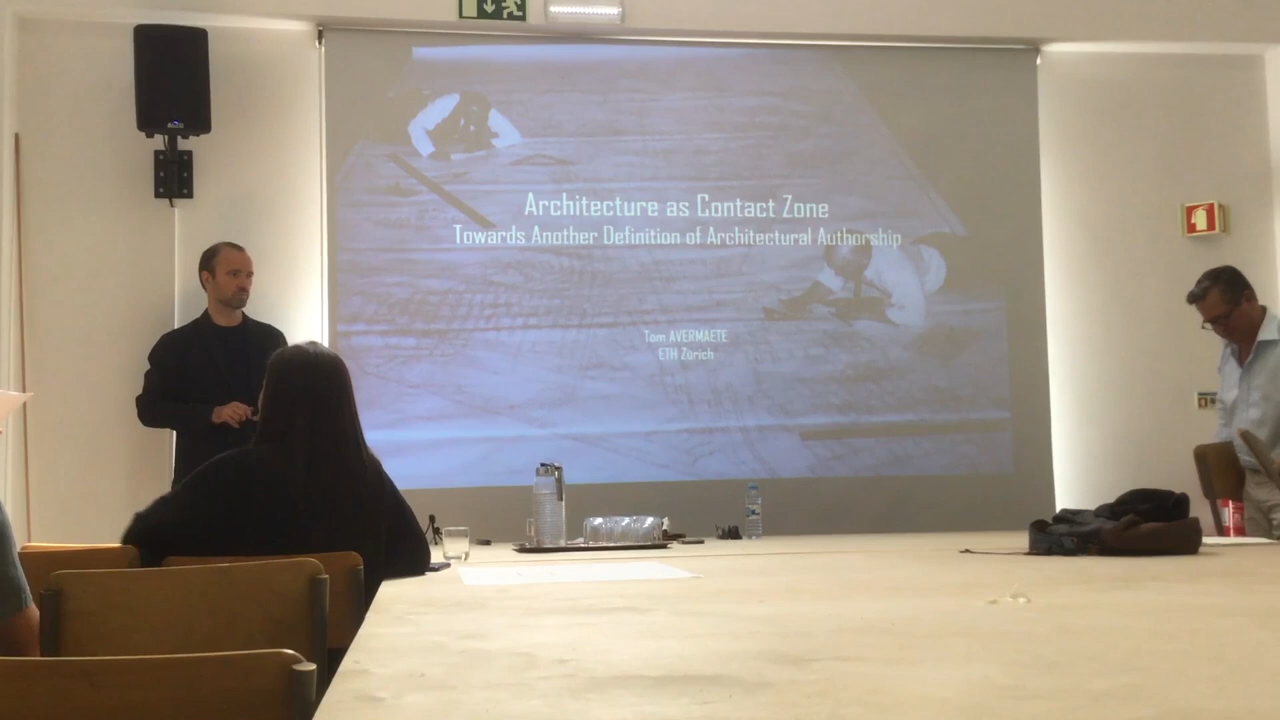 Architecture as Contact Zone
Towards Another Definition of Architectural Authorship
Tom AVERMAETE
ETH Zürich